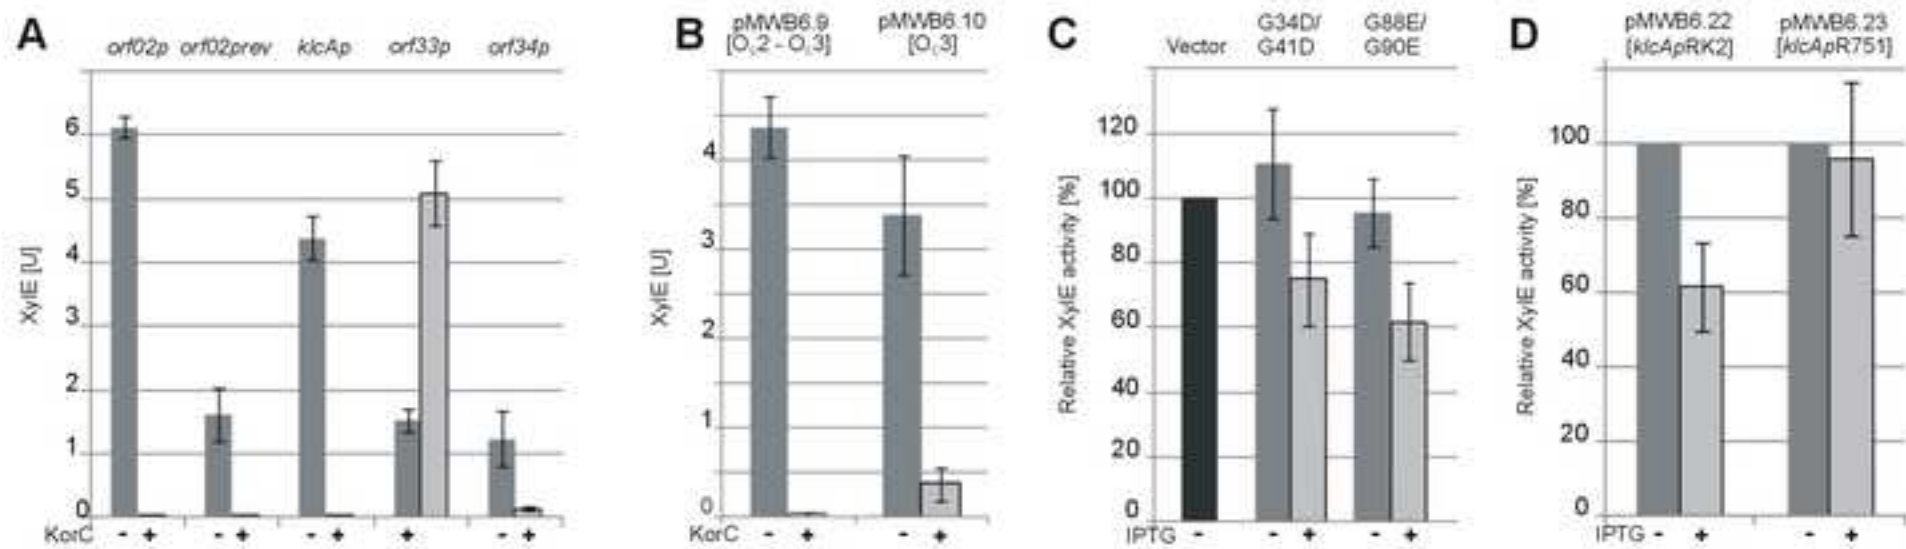 A
orf02p orf02prev klcAp orf33p orf34p
XylE [U]
6
5
4
3
2
1
0
KorC - + - + - + + - +
B
pMWB6.9 pMWB6.10
[OC2 - OC3] [OC3]
XylE [U]
4
3
2
1
0
KorC - + - +
C
Vector G34D/ G88E/
G41D G90E
Relative XylE activity [%]
120
100
80
60
40
20
0
IPTG - - + - +
D
pMWB6.22 pMWB6.23
[klcApRK2] [klcApR751]
Relative XylE activity [%]
100
80
60
40
20
0
IPTG - + - +